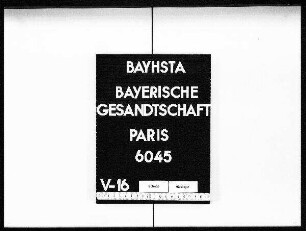 BAYHSTA
BAYERISCHE
GESANDTSCHAFT
PARIS
6045
V-16